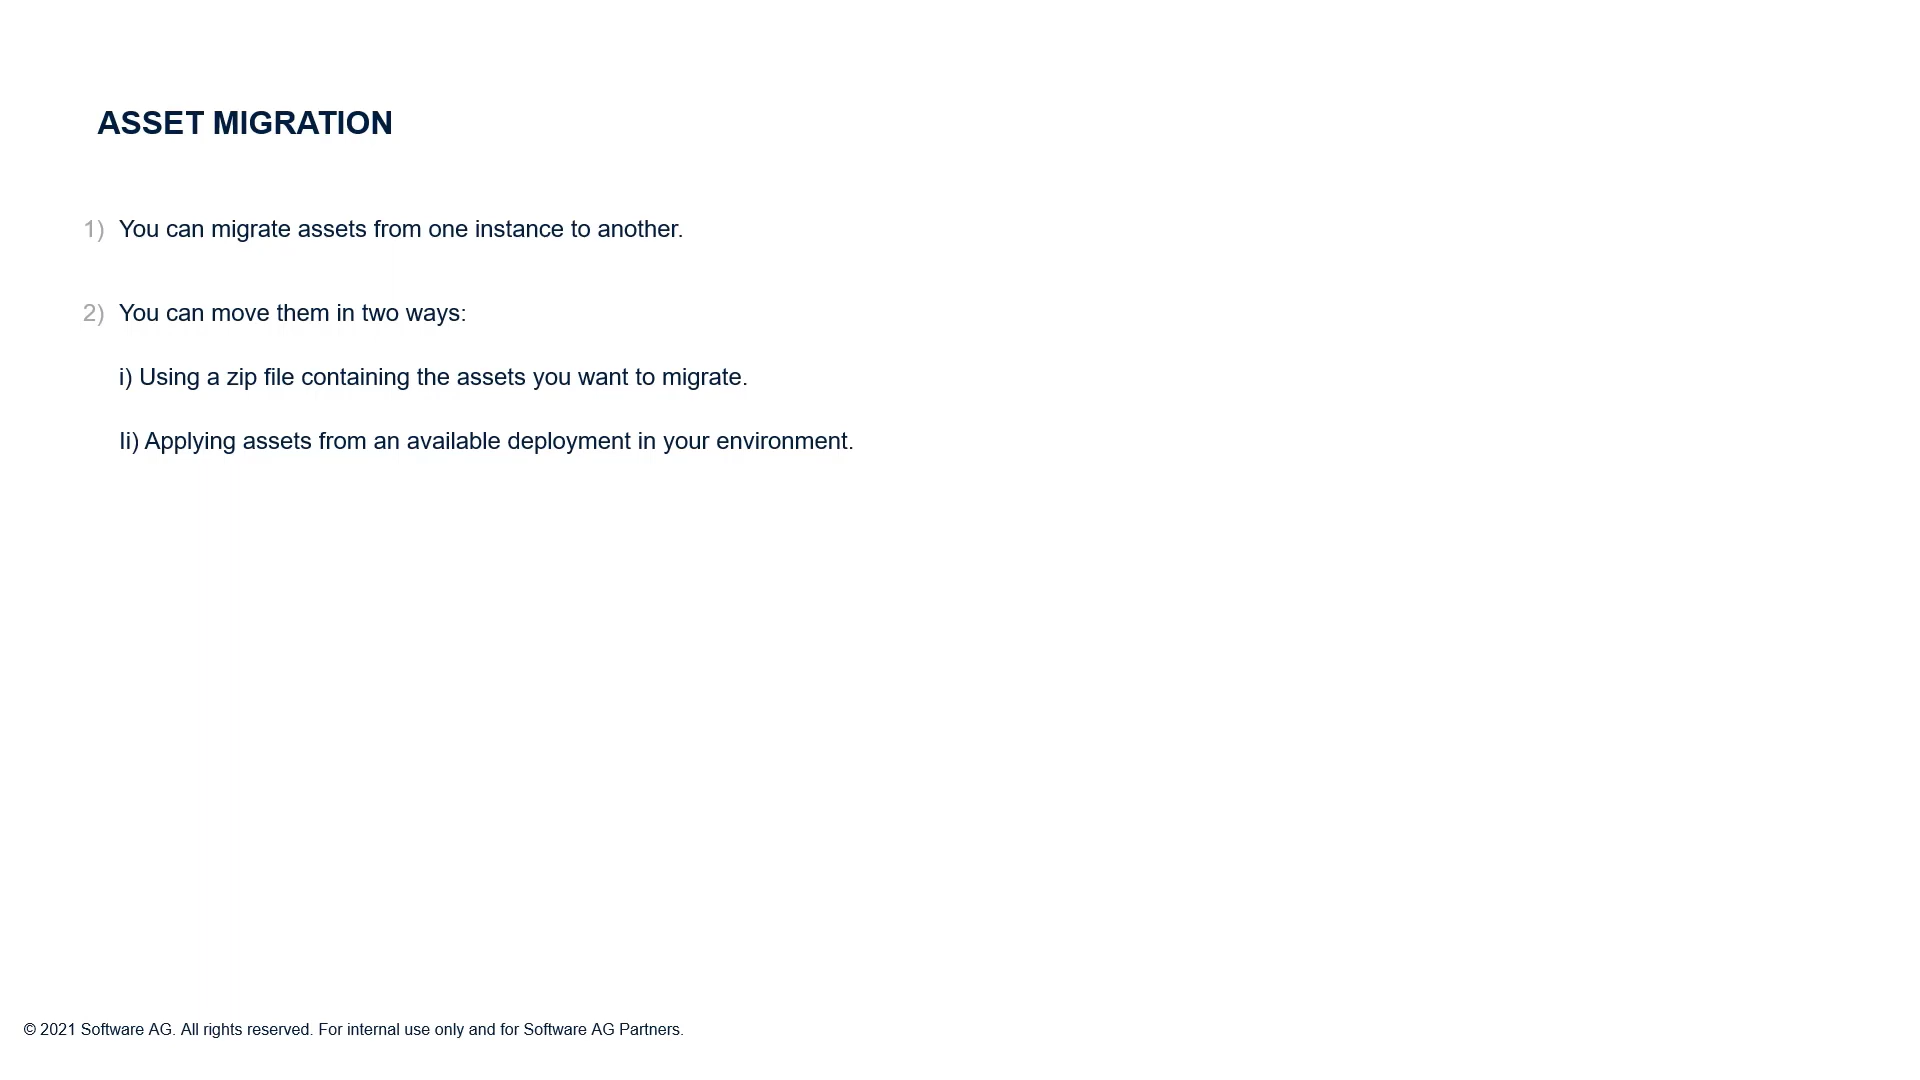 ASSET MIGRATION
1) You can migrate assets from one instance to another.
2) You can move them in two ways:
i) Using a zip file containing the assets you want to migrate.
Ii) Applying assets from an available deployment in your environment.
© 2021 Software AG. All rights reserved. For internal use only and for Software AG Partners.